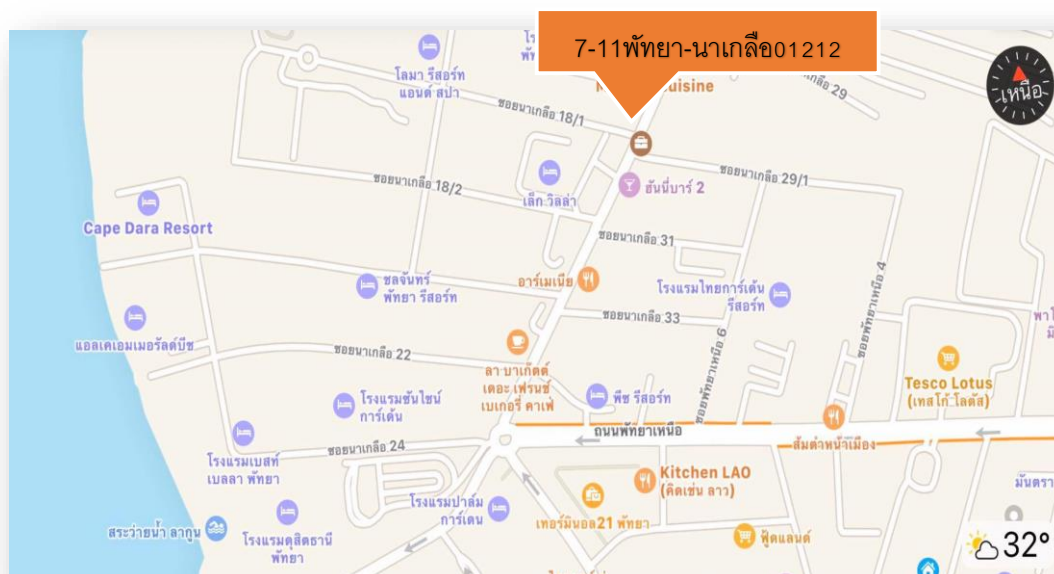 7-11พัทยา-นาเกลือ01212
โลมา รีสอร์ท
แอนด์ สปา
uisine
29
เหนือ
ซอยนาเกลือ 18/1
ซอยนาเกลือ 29/1
ซอยนาเกลือ 18/2
เล็ก วิลล่า
ฮันนี่บาร์ 2
Cape Dara Resort
ซอยนาเกลือ 31
ชลจันทร์
พัทยา รีสอร์ท
อาร์เมเนีย
โรงแรมไทยการ์เด้น
รีสอร์ท
ซอยพัทยาเหนือ 4
ซอยนาเกลือ 33
แอลเคเอมเมอรัลด์บีช
ซอยนาเกลือ 22
ซอยพัทยาเหนือ 6
ลา บาเก็ตต์
เดอะ เฟรนช์
เบเกอรี่ คาเฟ่
Tesco Lotus
(เทสโก้ โลตัส)
โรงแรมซันไชน์
การ์เด้น
พีช รีสอร์ท
ถนนพัทยาเหนือ
ส้มตำหน้าเมือง
ซอยนาเกลือ 24
โรงแรมเบสท์
เบลลา พัทยา
Kitchen LAO
(คิดเช่น ลาว)
มันตรา
โรงแรมปาล์ม
การ์เดน
เทอร์มินอล21 พัทยา
สระว่ายน้ำ ลากูน
โรงแรมดุสิตธานี
พัทยา
ฟู้ดแลนด์
32°